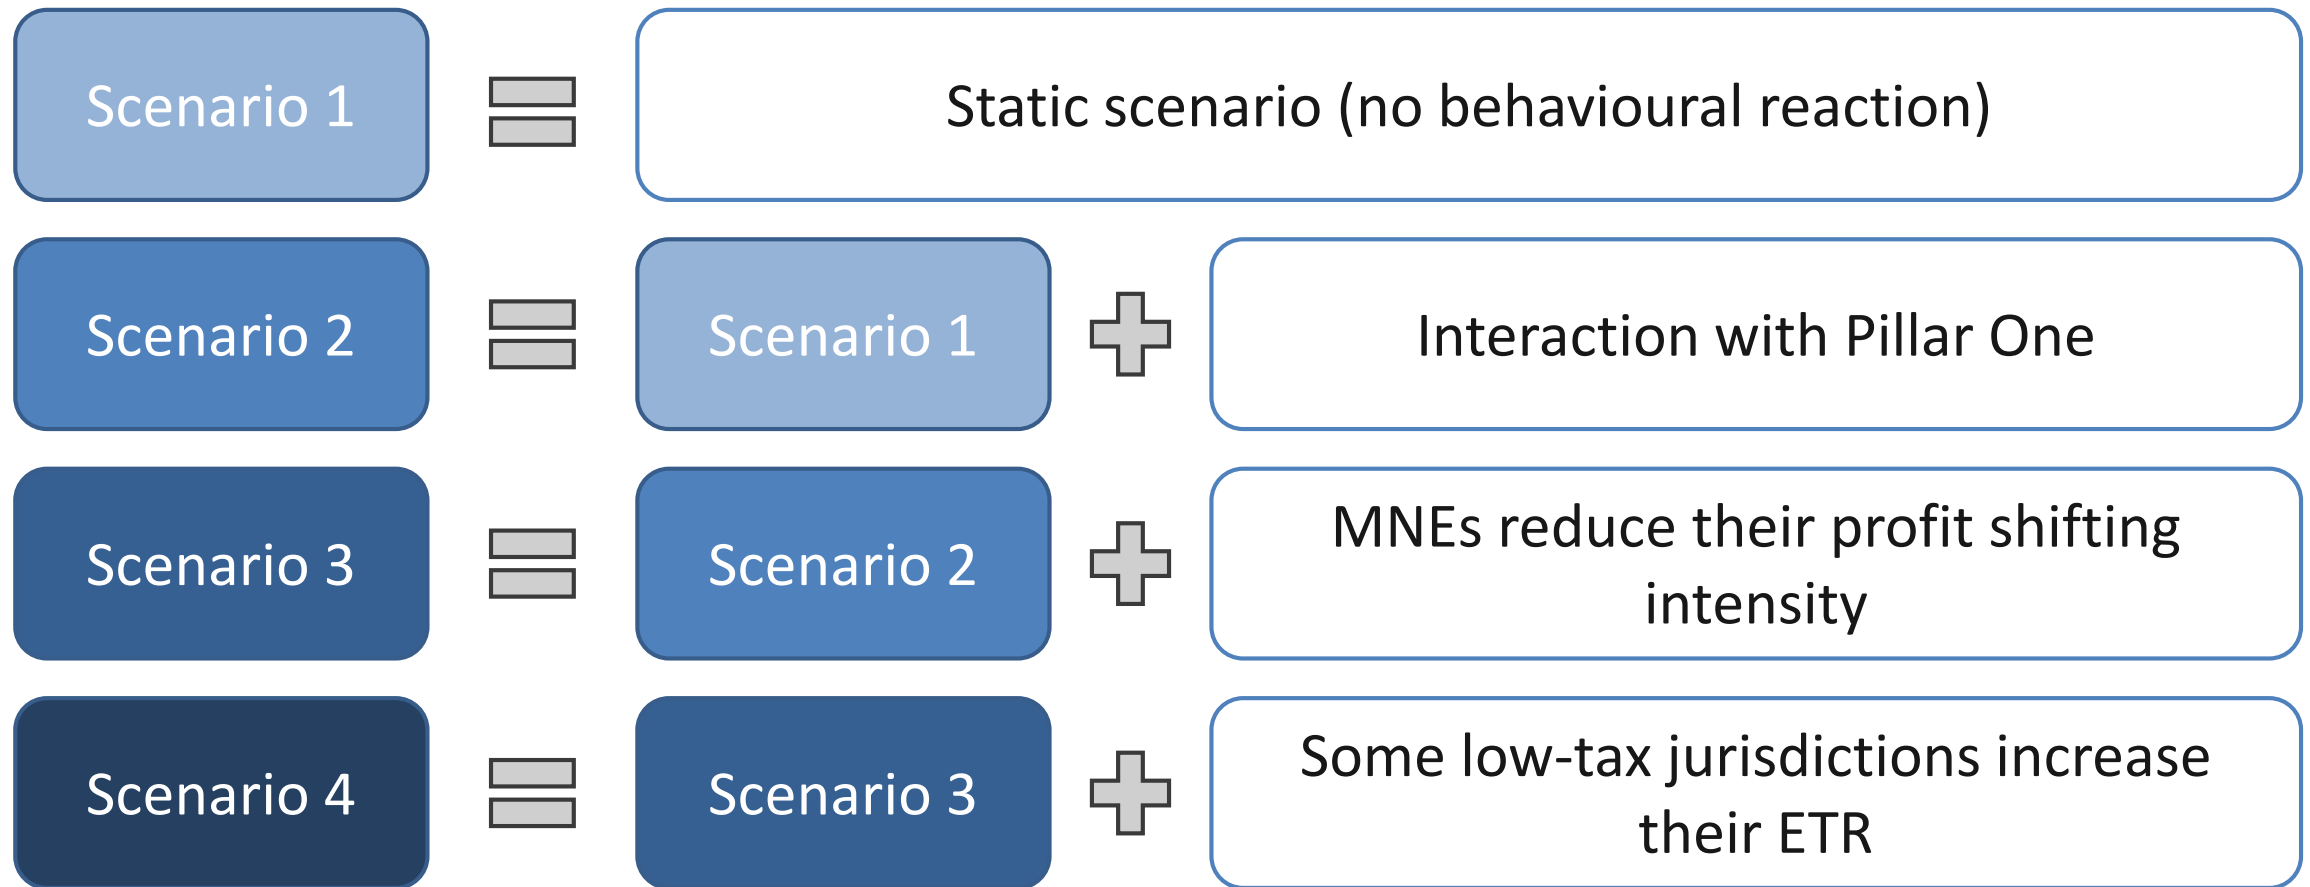 Scenario 1
Static scenario (no behavioural reaction)
Scenario 2
Scenario 1
Interaction with Pillar One
Scenario 3
Scenario 2
MNEs reduce their profit shifting
intensity
Scenario 4
Scenario 3
Some low-tax jurisdictions increase
their ETR